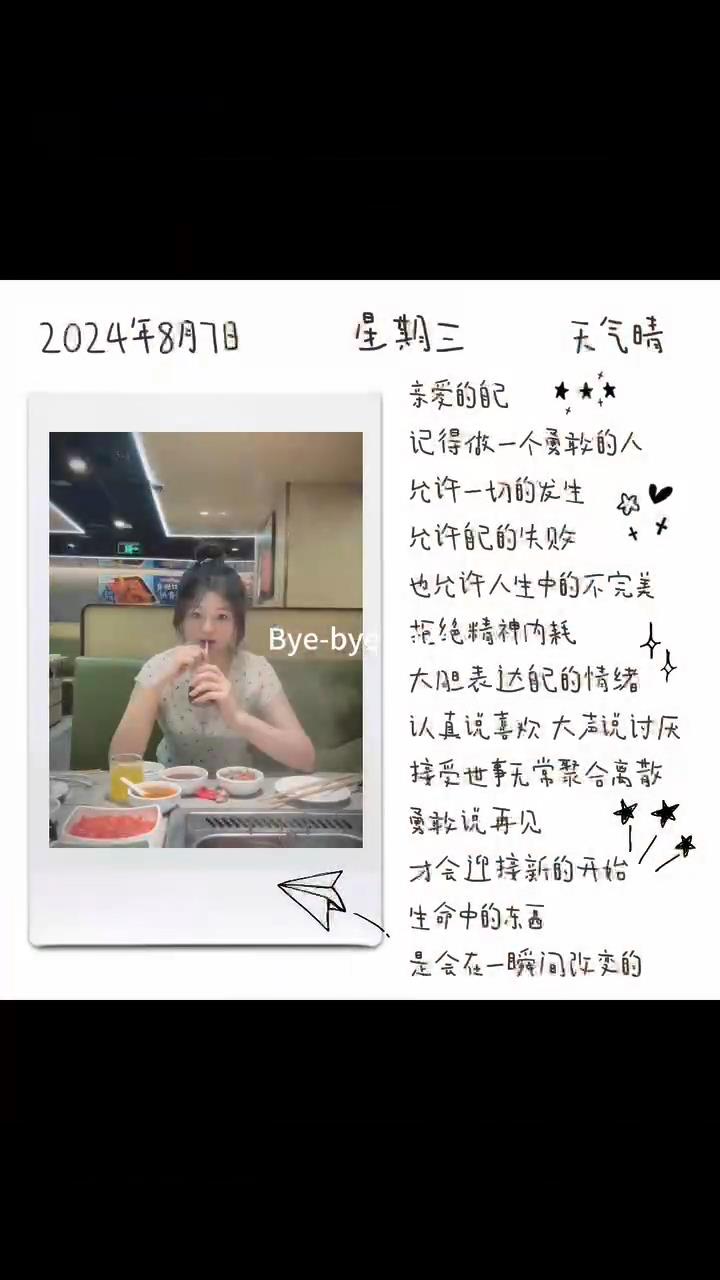 2024年8月7日 星期三 天气晴
亲爱的自己
记得做一个勇敢的人
允许一切的发生
允许自己的失败
也允许人生中的不完美
拒绝精神内耗
大胆表达自己的情绪
认真说喜欢 大声说讨厌
接受世事无常聚合离散
勇敢说再见
才会迎接新的开始
生命中的东西
是会在一瞬间改变的
Bye-bye